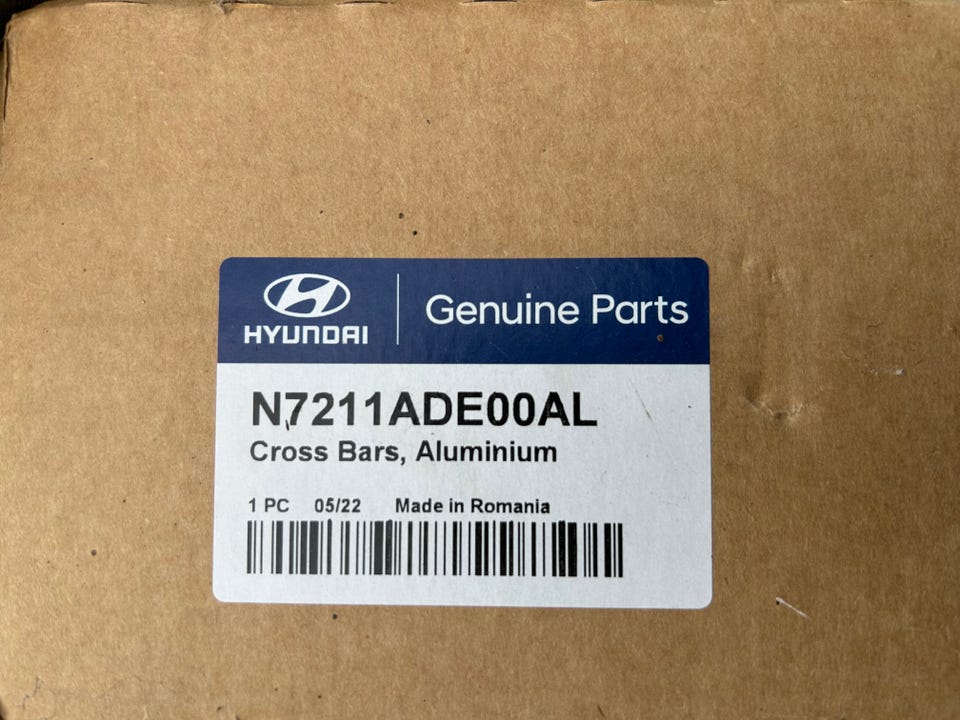 HYUNDAI
Genuine Parts
N7211ADE00AL
Cross Bars, Aluminium
1 PC 05/22 Made in Romania